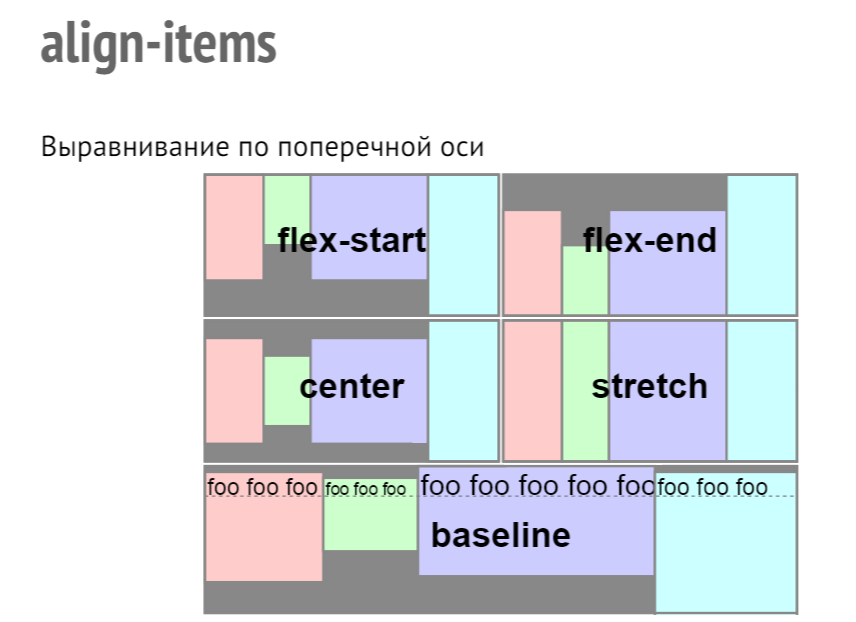 align-items
Выравнивание по поперечной оси
flex-start
flex-end
center
stretch
foo foo foo foo foo foo foo foo foo foo foo foo foo foo
baseline